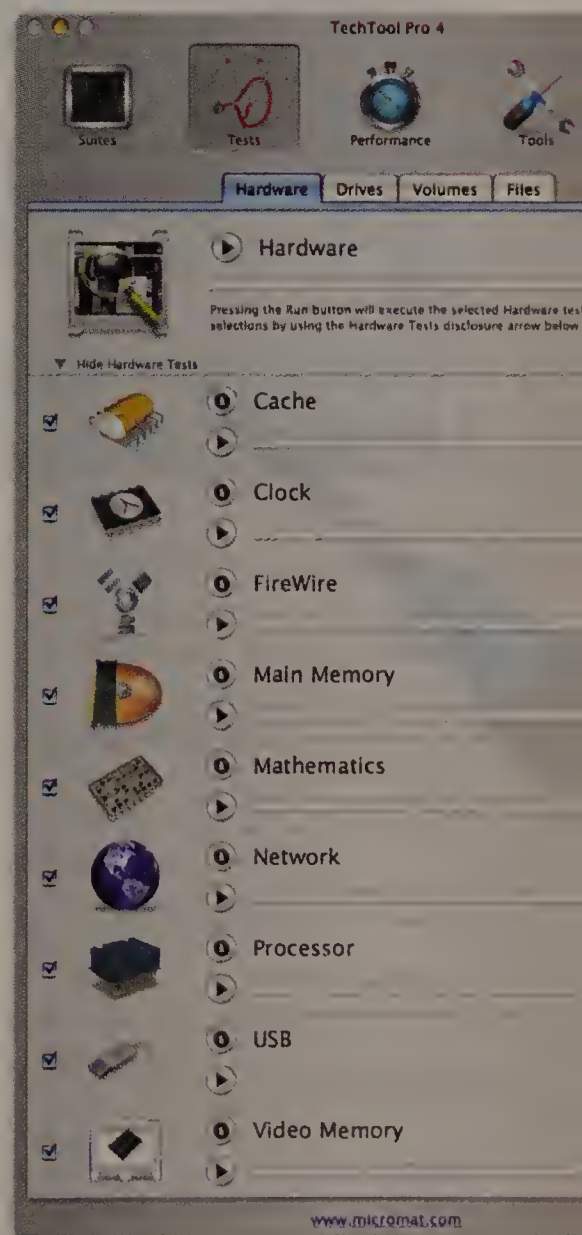 TechTool Pro 4
Suites Tests Performance Tools
Hardware Drives Volumes Files
Hardware
Pressing the Run button will execute the selected Hardware
selections by using the Hardware Tests disclosure arrow below
Hide Hardware Tests
Cache
Clock
FireWire
Main Memory
Mathematics
Network
Processor
USB
Video Memory
www.micromat.com